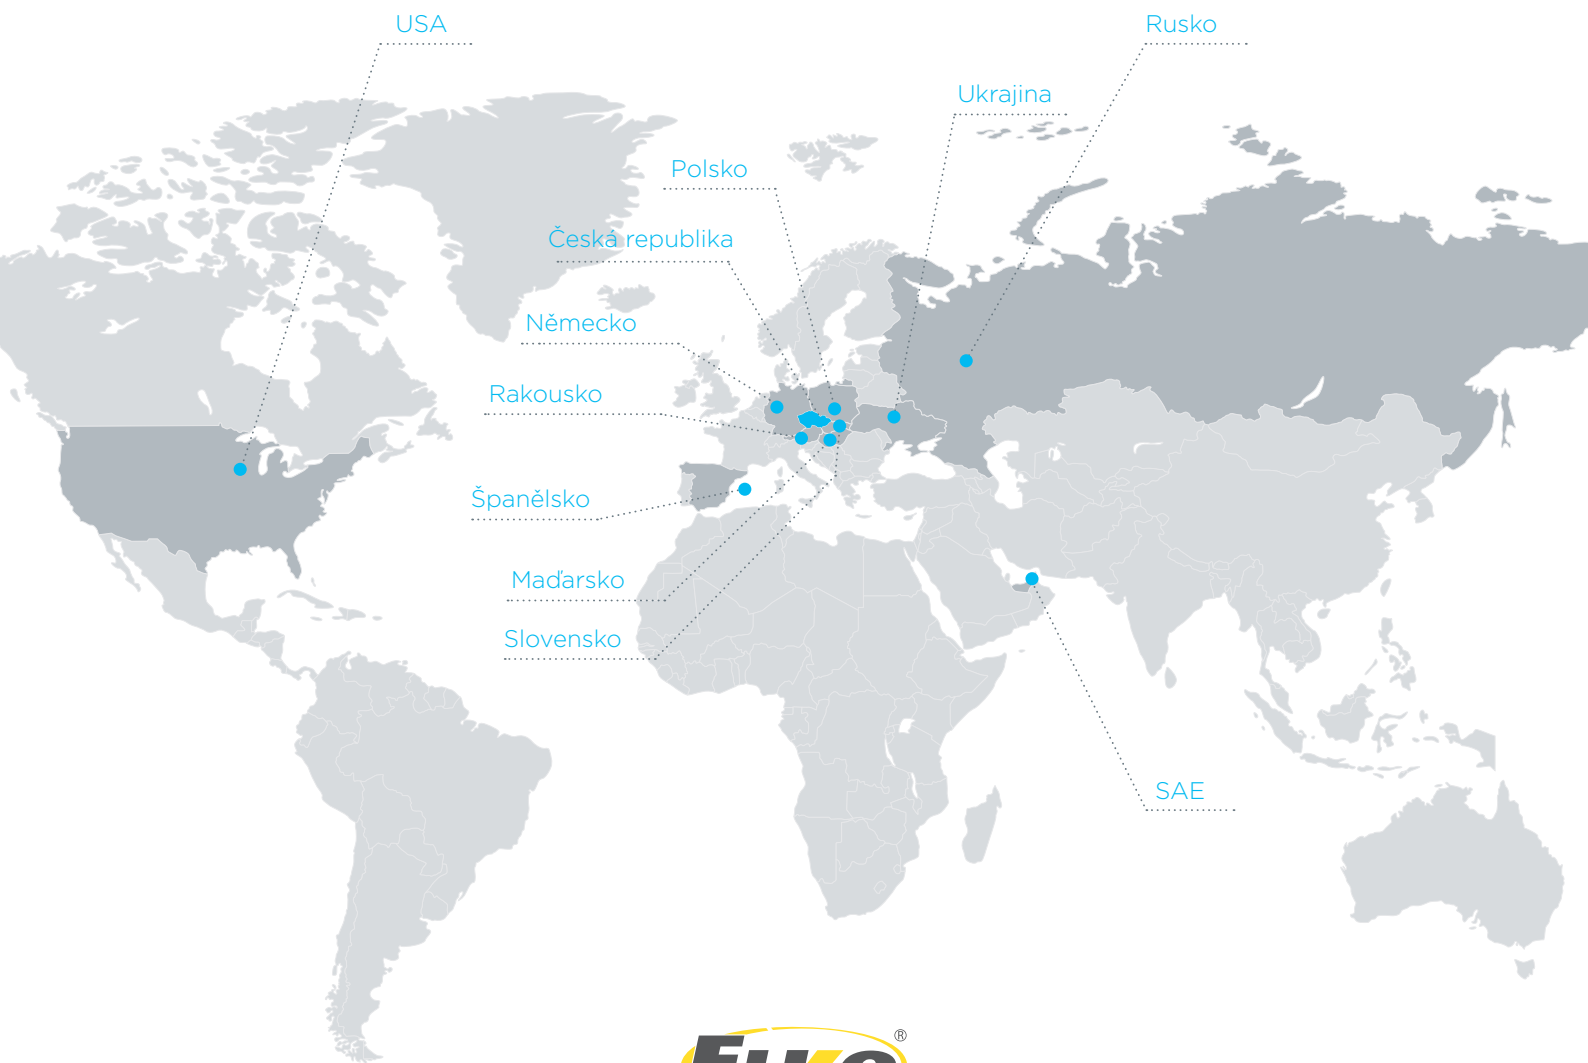 USA
Rusko
Ukrajina
Polsko
Česká republika
Německo
Rakousko
Španělsko
Maďarsko
Slovensko
SAE
®